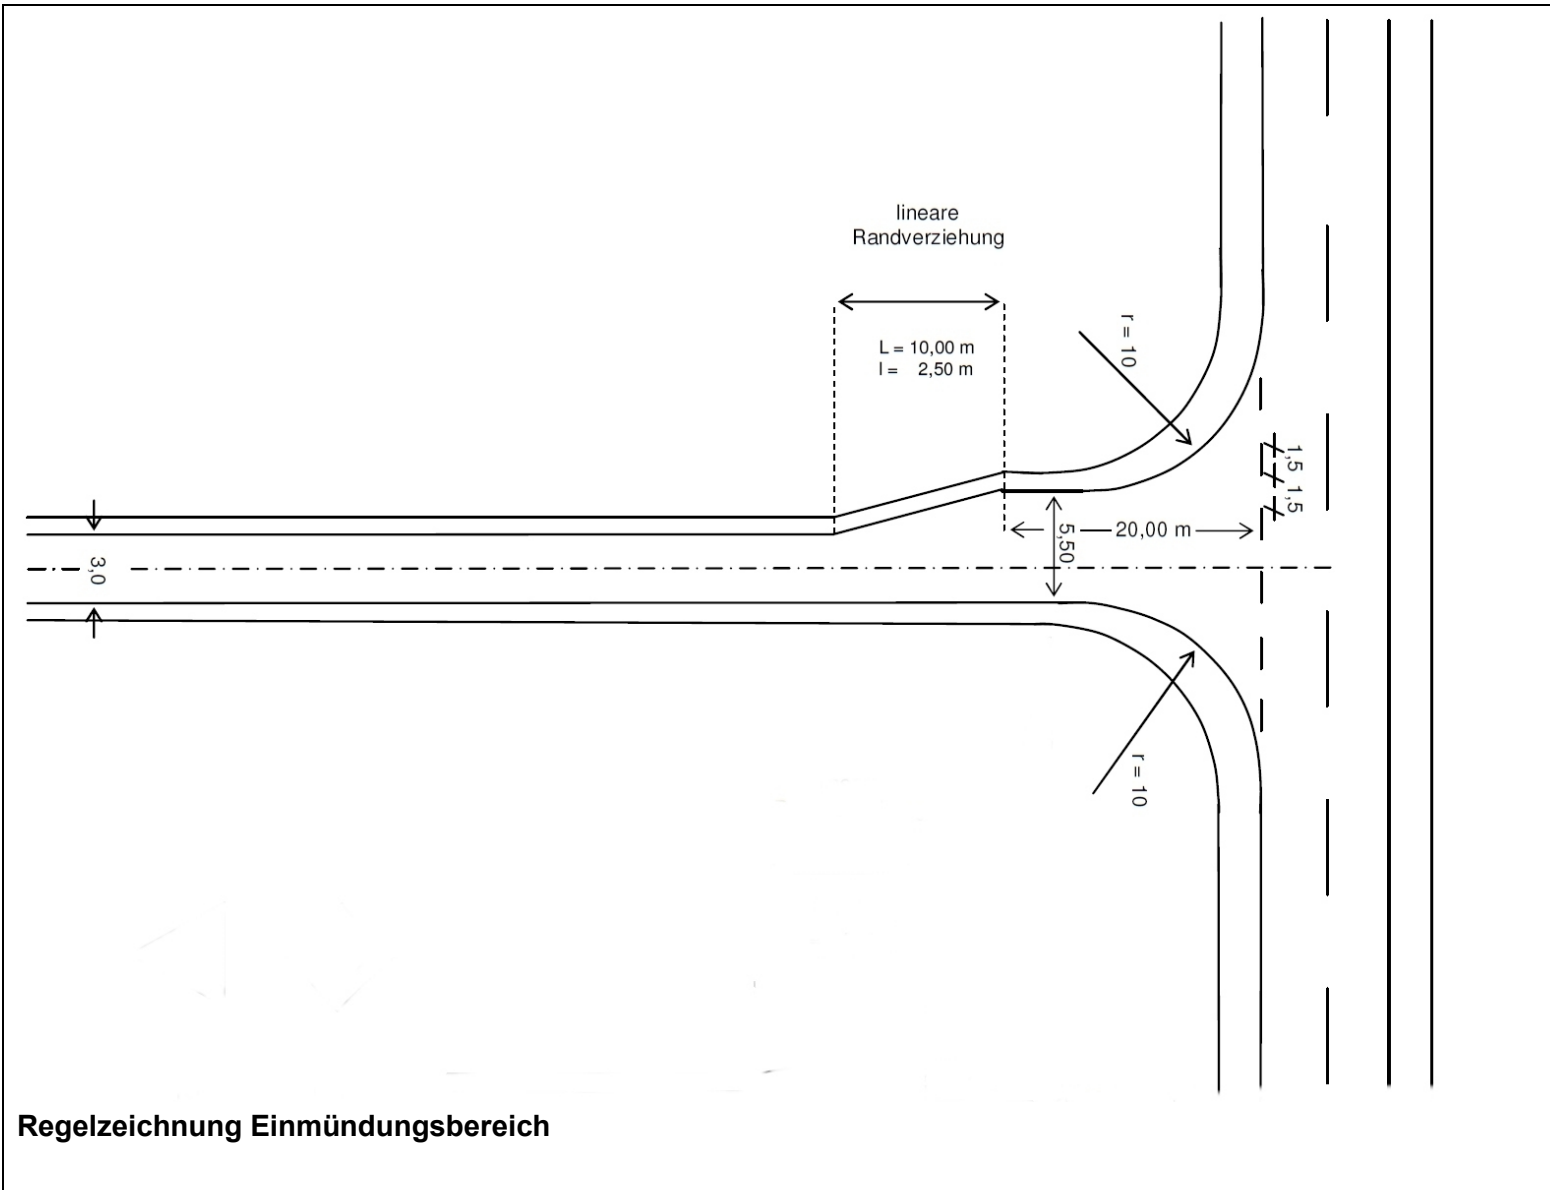 lineare
Randverziehung
L = 10,00 m
l = 2,50 m
r = 10
1,5 1,5
20,00 m
5,50
3,0
r = 10
Regelzeichnung Einmündungsbereich